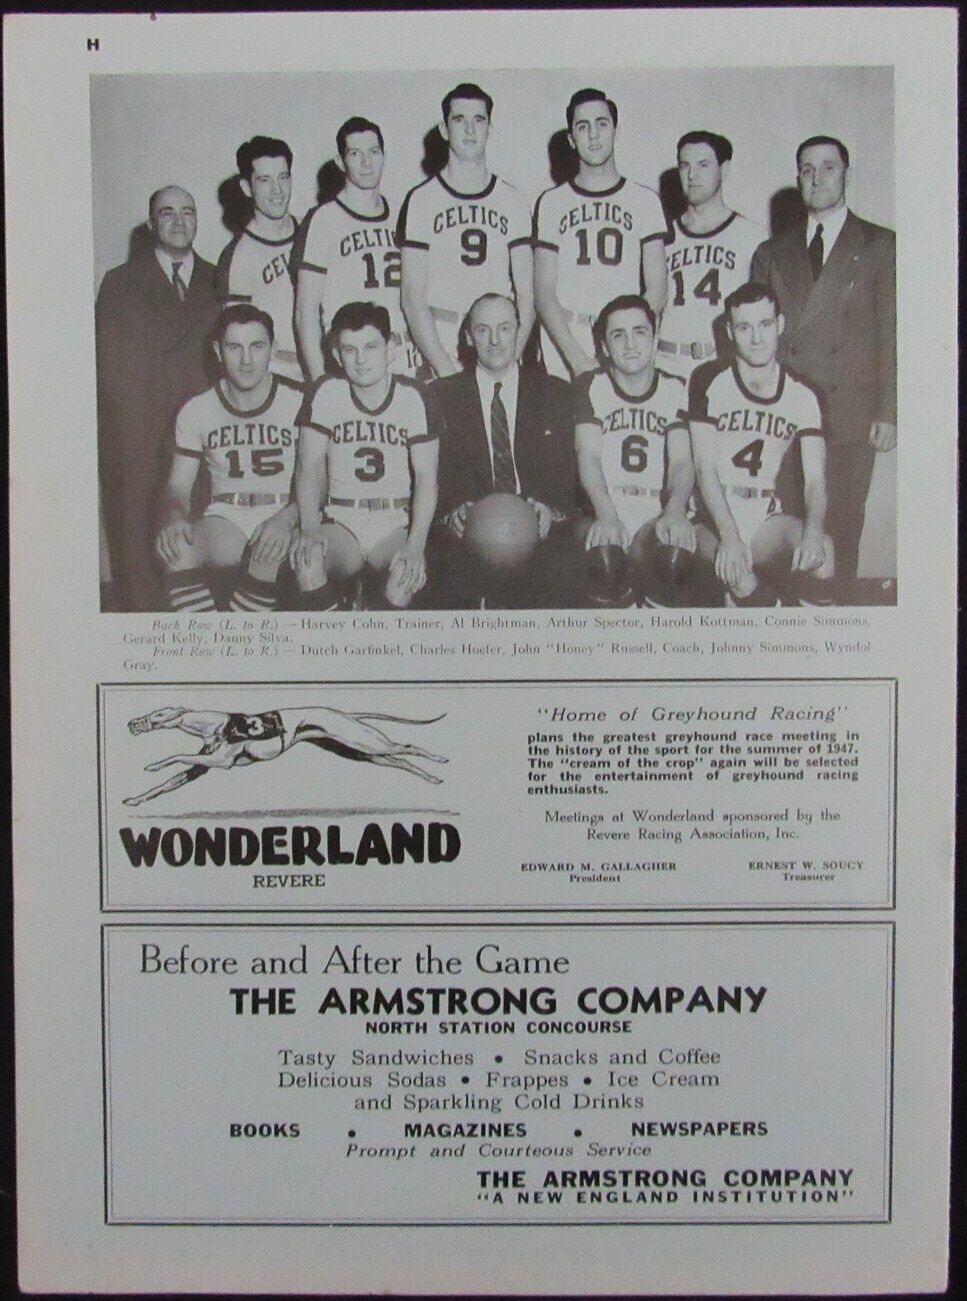 H
CEL
CELTI
12
CELTICS
9
CELTICS
10
ELTICS
14
CELTICS
15
CELTICS
3
CELTICS
6
CELTICS
4
Back Row (L. to R.) — Harvey Cohn, Trainer, Al Brightman, Arthur Spector, Harold Kottman, Connie Simmons,
Gerard Kelly, Danny Silva.
Front Row (L. to R.) — Dutch Garfinkel, Charles Hoefer, John "Honey" Russell, Coach, Johnny Simmons, Wyndol
Gray.
3
WONDERLAND
REVERE
"Home of Greyhound Racing"
plans the greatest greyhound race meeting in
the history of the sport for the summer of 1947.
The "cream of the crop" again will be selected
for the entertainment of greyhound racing
enthusiasts.
Meetings at Wonderland sponsored by the
Revere Racing Association, Inc.
EDWARD M. GALLAGHER
President
ERNEST W. SOUCY
Treasurer
Before and After the Game
THE ARMSTRONG COMPANY
NORTH STATION CONCOURSE
Tasty Sandwiches • Snacks and Coffee
Delicious Sodas • Frappes • Ice Cream
and Sparkling Cold Drinks
BOOKS • MAGAZINES • NEWSPAPERS
Prompt and Courteous Service
THE ARMSTRONG COMPANY
"A NEW ENGLAND INSTITUTION"